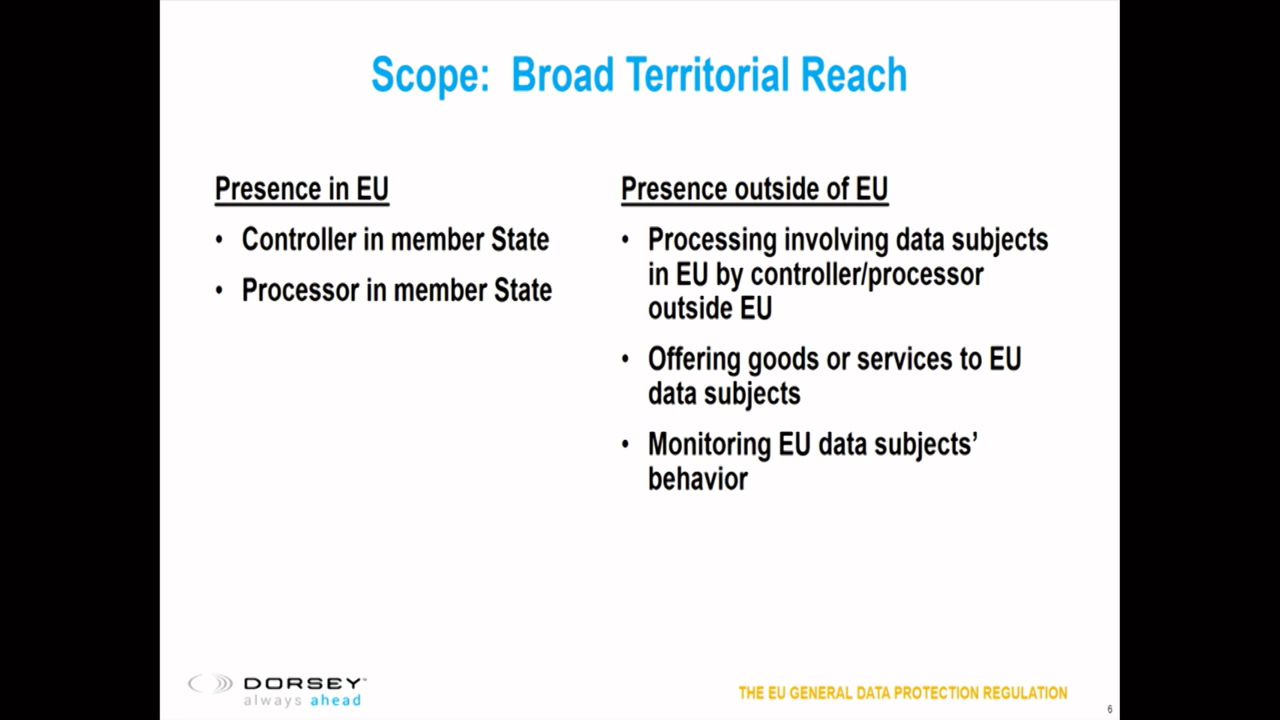 Scope: Broad Territorial Reach
Presence in EU
• Controller in member State
• Processor in member State
Presence outside of EU
• Processing involving data subjects
in EU by controller/processor
outside EU
• Offering goods or services to EU
data subjects
• Monitoring EU data subjects’
behavior
DORSEY™
always ahead
THE EU GENERAL DATA PROTECTION REGULATION
6